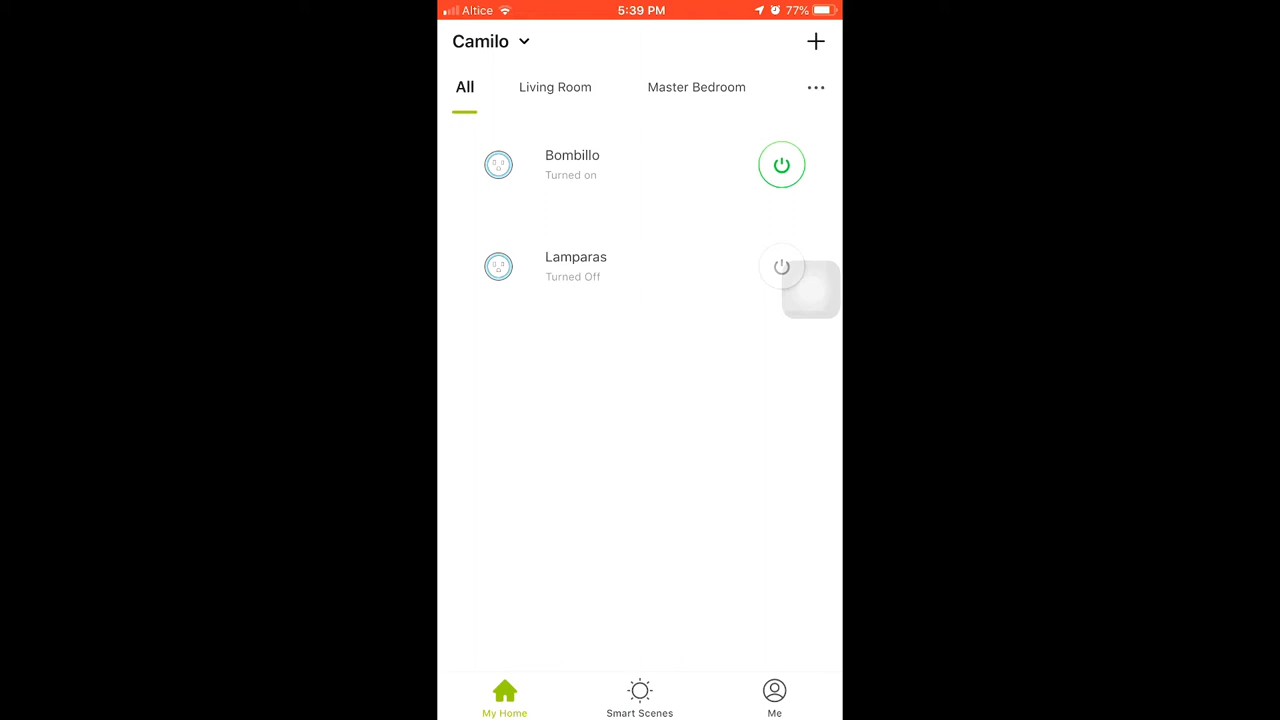 Altice 5:39 PM 77%
Camilo
All Living Room Master Bedroom
Bombillo
Turned on
Lamparas
Turned Off
My Home Smart Scenes Me